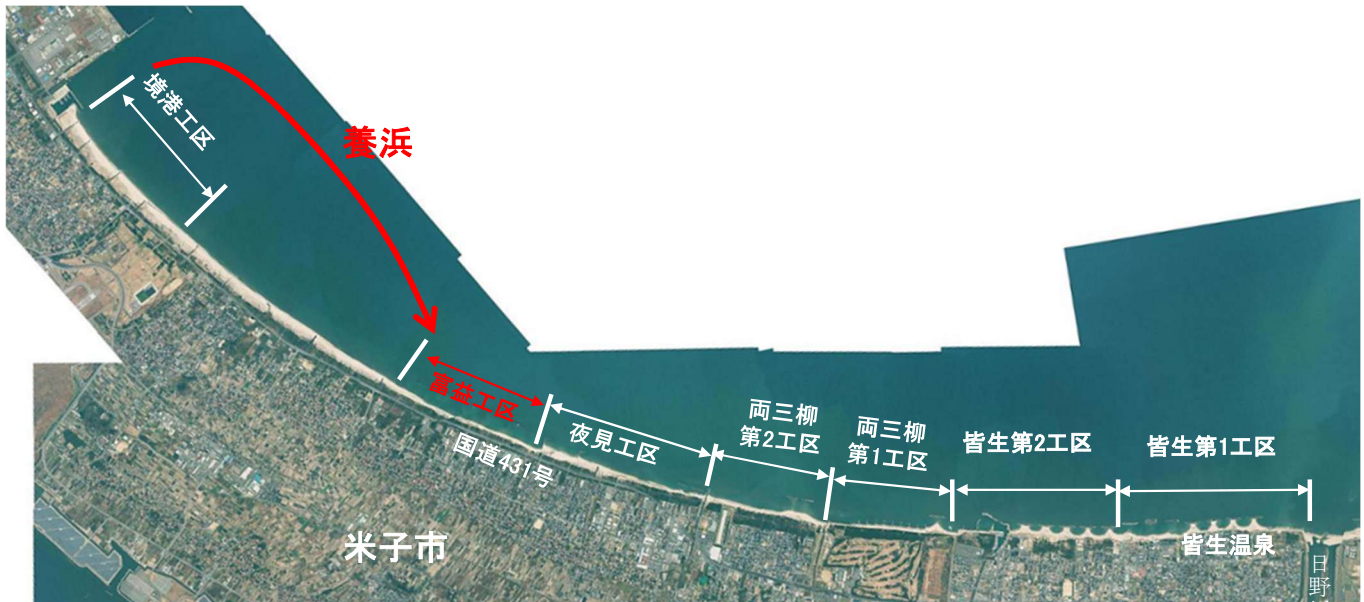 境港工区
養浜
富益工区
国道431号
夜見工区
両三柳
第2工区
両三柳
第1工区
皆生第2工区
皆生第1工区
米子市
皆生温泉
日野